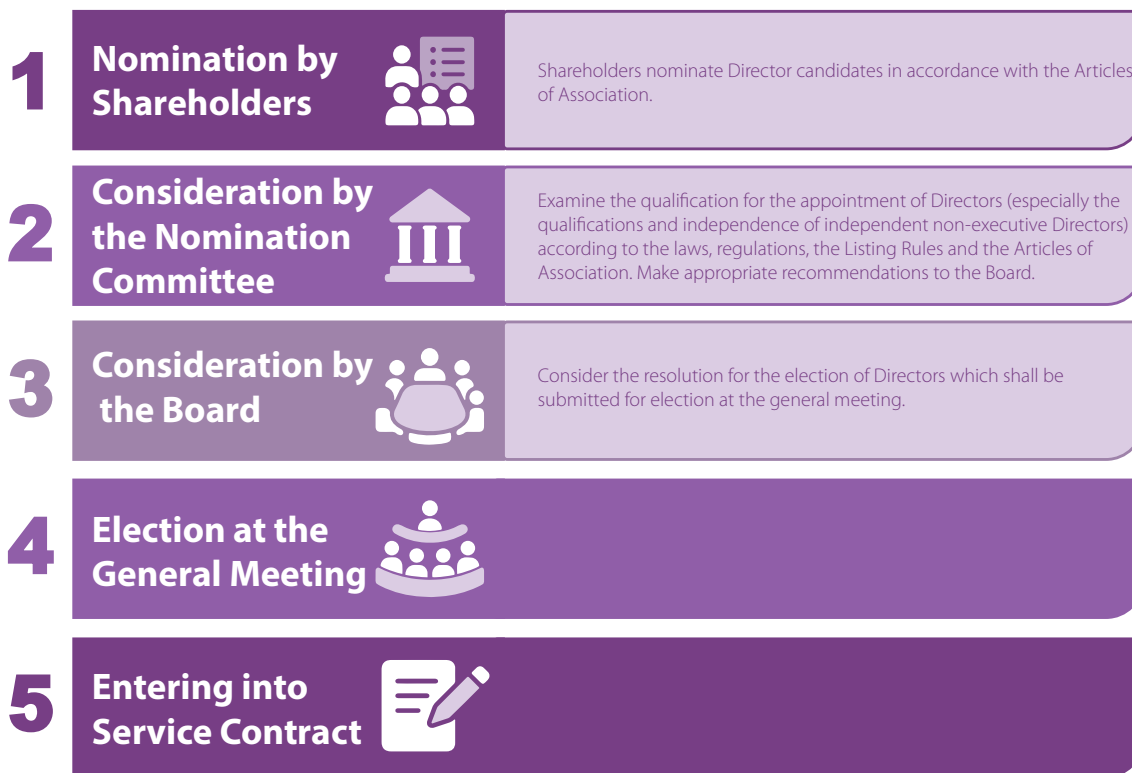 1
Nomination by
Shareholders
Shareholders nominate Director candidates in accordance with the Articles
of Association.
2
Consideration by
the Nomination
Committee
Examine the qualification for the appointment of Directors (especially the
qualifications and independence of independent non-executive Directors)
according to the laws, regulations, the Listing Rules and the Articles of
Association. Make appropriate recommendations to the Board.
3
Consideration by
the Board
Consider the resolution for the election of Directors which shall be
submitted for election at the general meeting.
4
Election at the
General Meeting
5
Entering into
Service Contract